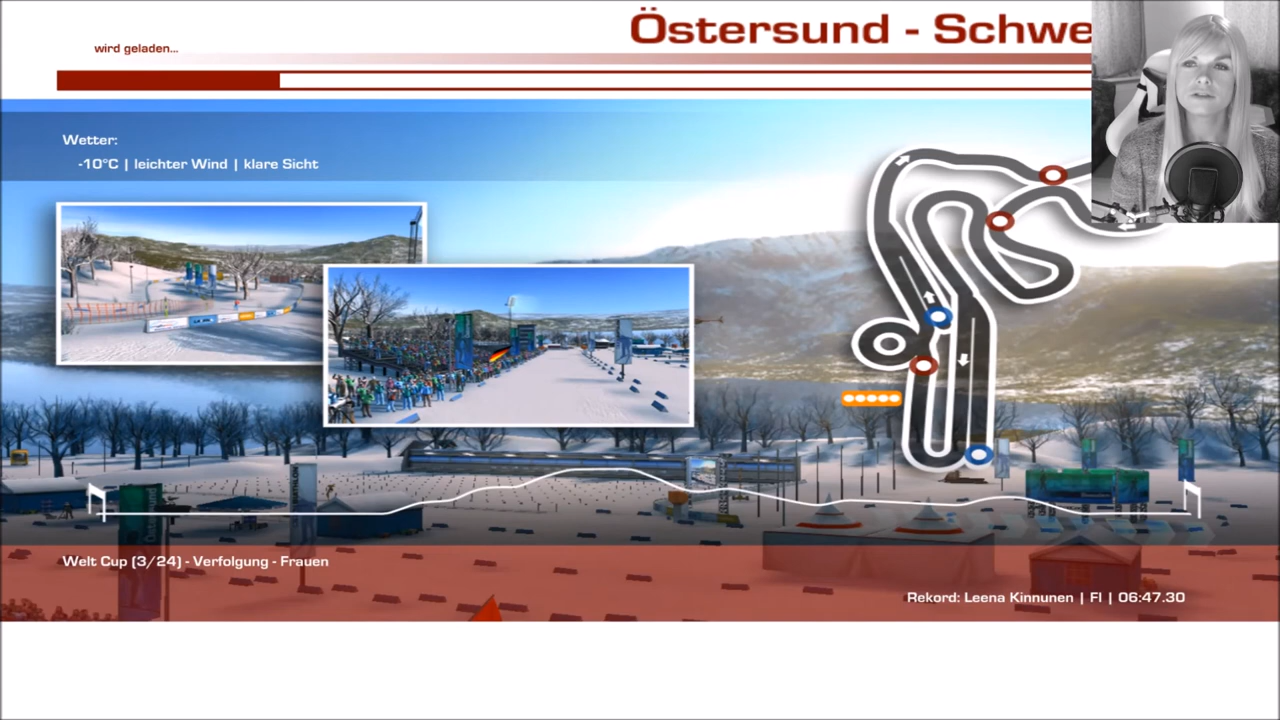 Östersund - Schwe
wird geladen...
Wetter:
-10°C | leichter Wind | klare Sicht
Östersund
Welt Cup (3/24) - Verfolgung - Frauen
Rekord: Leena Kinnunen | FI | 06:47.30